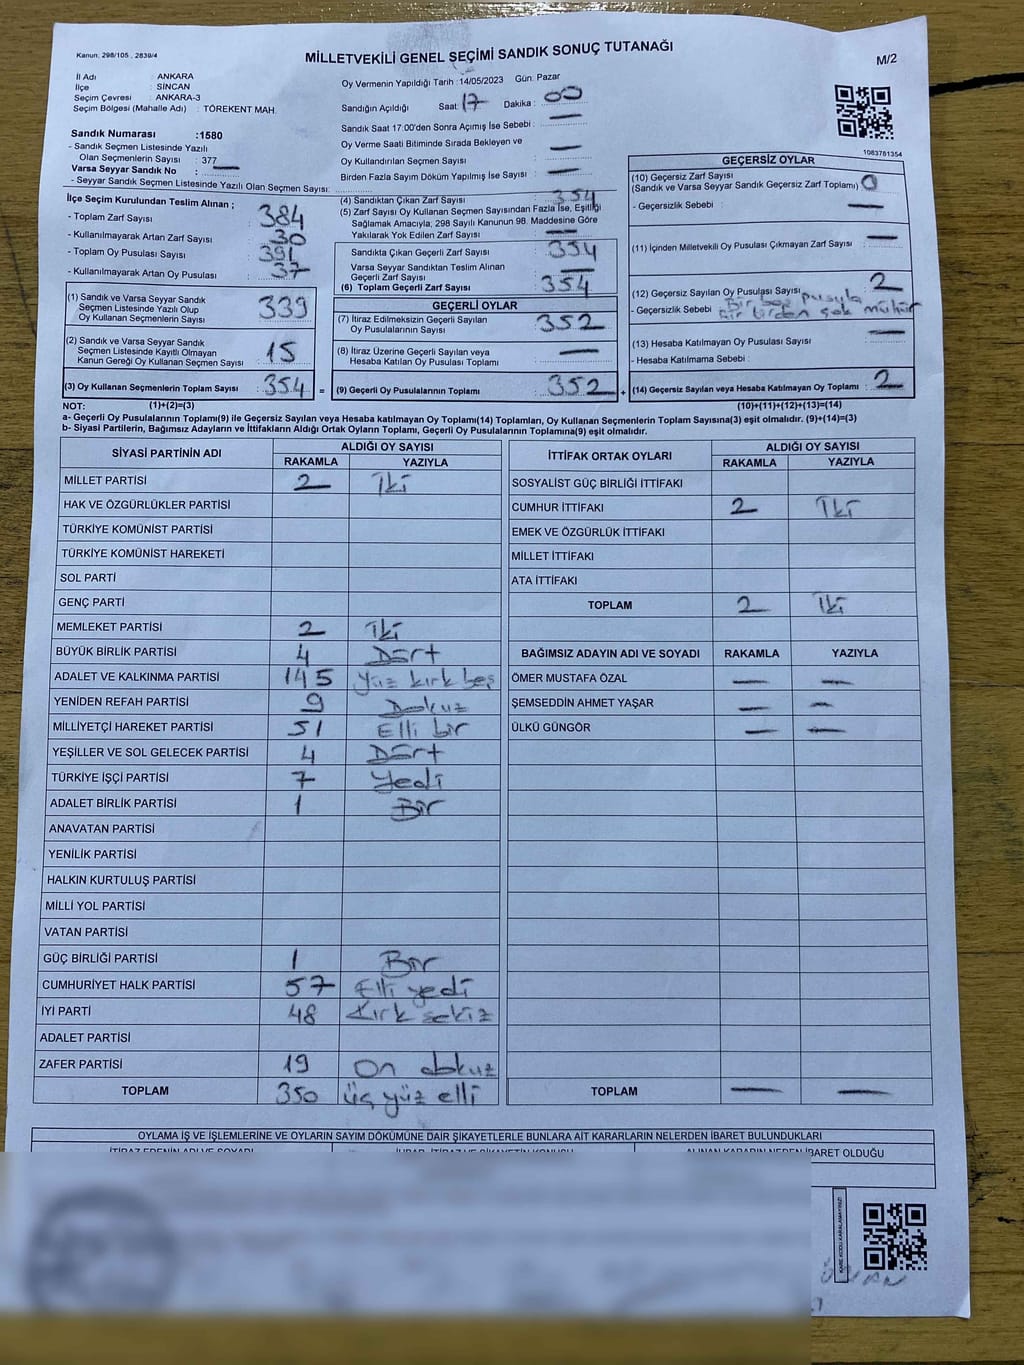 Kanun. 298/105 . 2839/4
MİLLETVEKİLİ GENEL SEÇİMİ SANDIK SONUÇ TUTANAĞI
M/2
İl Adı : ANKARA
İlçe : SİNCAN
Seçim Çevresi : ANKARA-3
Seçim Bölgesi (Mahalle Adı) : TÖREKENT MAH.
Sandık Numarası :1580
- Sandık Seçmen Listesinde Yazılı
Olan Seçmenlerin Sayısı : 377
Varsa Seyyar Sandık No : —
- Seyyar Sandık Seçmen Listesinde Yazılı Olan Seçmen Sayısı:
Oy Vermenin Yapıldığı Tarih : 14/05/2023 Gün: Pazar
Sandığın Açıldığı Saat: 17 Dakika : 00
Sandık Saat 17:00'den Sonra Açımış İse Sebebi : —
Oy Verme Saati Bitiminde Sırada Bekleyen ve
Oy Kullandırılan Seçmen Sayısı : —
Birden Fazla Sayım Döküm Yapılmış İse Sayısı : —
1083781354
İlçe Seçim Kurulundan Teslim Alınan ;
- Toplam Zarf Sayısı : 384
- Kullanılmayarak Artan Zarf Sayısı : 30
- Toplam Oy Pusulası Sayısı : 391
- Kullanılmayarak Artan Oy Pusulası : 37
(1) Sandık ve Varsa Seyyar Sandık
Seçmen Listesinde Yazılı Olup
Oy Kullanan Seçmenlerin Sayısı : 339
(2) Sandık ve Varsa Seyyar Sandık
Seçmen Listesinde Kayıtlı Olmayan
Kanun Gereği Oy Kullanan Seçmen Sayısı : 15
(3) Oy Kullanan Seçmenlerin Toplam Sayısı : 354 =
(4) Sandıktan Çıkan Zarf Sayısı : 354
(5) Zarf Sayısı Oy Kullanan Seçmen Sayısından Fazla İse, Eşitliği
Sağlamak Amacıyla, 298 Sayılı Kanunun 98. Maddesine Göre
Yakılarak Yok Edilen Zarf Sayısı : —
Sandıkta Çıkan Geçerli Zarf Sayısı : 354
Varsa Seyyar Sandıktan Teslim Alınan
Geçerli Zarf Sayısı : —
(6) Toplam Geçerli Zarf Sayısı : 354
GEÇERLİ OYLAR
(7) İtiraz Edilmeksizin Geçerli Sayılan
Oy Pusulalarının Sayısı : 352
(8) İtiraz Üzerine Geçerli Sayılan veya
Hesaba Katılan Oy Pusulası Toplamı : —
(9) Geçerli Oy Pusulalarının Toplamı : 352 +
GEÇERSİZ OYLAR
(10) Geçersiz Zarf Sayısı
(Sandık ve Varsa Seyyar Sandık Geçersiz Zarf Toplamı) : 0
- Geçersizlik Sebebi : —
(11) İçinden Milletvekili Oy Pusulası Çıkmayan Zarf Sayısı : —
(12) Geçersiz Sayılan Oy Pusulası Sayısı : 2
- Geçersizlik Sebebi : Bir boş pusula
bir birden çok mühür
(13) Hesaba Katılmayan Oy Pusulası Sayısı : —
- Hesaba Katılmama Sebebi :
(14) Geçersiz Sayılan veya Hesaba Katılmayan Oy Toplamı : 2
NOT: (1)+(2)=(3) (10)+(11)+(12)+(13)=(14)
a- Geçerli Oy Pusulalarının Toplamı(9) ile Geçersiz Sayılan veya Hesaba katılmayan Oy Toplamı(14) Toplamları, Oy Kullanan Seçmenlerin Toplam Sayısına(3) eşit olmalıdır. (9)+(14)=(3)
b- Siyasi Partilerin, Bağımsız Adayların ve İttifakların Aldığı Ortak Oyların Toplamı, Geçerli Oy Pusulalarının Toplamına(9) eşit olmalıdır.
SİYASİ PARTİNİN ADI ALDIĞI OY SAYISI
RAKAMLA YAZIYLA
MİLLET PARTİSİ 2 İki
HAK VE ÖZGÜRLÜKLER PARTİSİ
TÜRKİYE KOMÜNİST PARTİSİ
TÜRKİYE KOMÜNİST HAREKETİ
SOL PARTİ
GENÇ PARTİ
MEMLEKET PARTİSİ 2 İki
BÜYÜK BİRLİK PARTİSİ 4 Dört
ADALET VE KALKINMA PARTİSİ 145 Yüz kırk beş
YENİDEN REFAH PARTİSİ 9 Dokuz
MİLLİYETÇİ HAREKET PARTİSİ 51 Elli bir
YEŞİLLER VE SOL GELECEK PARTİSİ 4 Dört
TÜRKİYE İŞÇİ PARTİSİ 7 Yedi
ADALET BİRLİK PARTİSİ 1 Bir
ANAVATAN PARTİSİ
YENİLİK PARTİSİ
HALKIN KURTULUŞ PARTİSİ
MİLLİ YOL PARTİSİ
VATAN PARTİSİ
GÜÇ BİRLİĞİ PARTİSİ 1 Bir
CUMHURİYET HALK PARTİSİ 57 Elli yedi
İYİ PARTİ 48 Kırk sekiz
ADALET PARTİSİ
ZAFER PARTİSİ 19 On dokuz
TOPLAM 350 üç yüz elli
İTTİFAK ORTAK OYLARI ALDIĞI OY SAYISI
RAKAMLA YAZIYLA
SOSYALİST GÜÇ BİRLİĞİ İTTİFAKI
CUMHUR İTTİFAKI 2 İki
EMEK VE ÖZGÜRLÜK İTTİFAKI
MİLLET İTTİFAKI
ATA İTTİFAKI
TOPLAM 2 İki
BAĞIMSIZ ADAYIN ADI VE SOYADI RAKAMLA YAZIYLA
ÖMER MUSTAFA ÖZAL — —
ŞEMSEDDİN AHMET YAŞAR — —
ÜLKÜ GÜNGÖR — —
TOPLAM — —
OYLAMA İŞ VE İŞLEMLERİNE VE OYLARIN SAYIM DÖKÜMÜNE DAİR ŞİKAYETLERLE BUNLARA AİT KARARLARIN NELERDEN İBARET BULUNDUKLARI
İTİRAZ EDENİN ADI VE SOYADI İHBAR, İTİRAZ VE ŞİKAYETİN KONUSU ALINAN KARARIN NEDEN İBARET OLDUĞU
KARE KODU KARALAMAYINIZ!